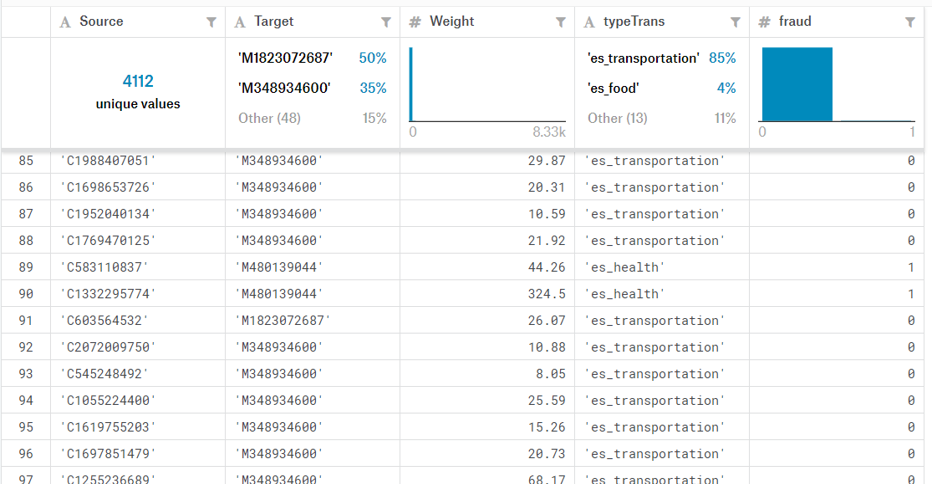 A Source A Target # Weight A typeTrans # fraud
4112
unique values
'M1823072687' 50%
'M348934600' 35%
Other (48) 15%
0 8.33k
'es_transportation' 85%
'es_food' 4%
Other (13) 11%
0 1
85 'C1988407051' 'M348934600' 29.87 'es_transportation' 0
86 'C1698653726' 'M348934600' 20.31 'es_transportation' 0
87 'C1952040134' 'M348934600' 10.59 'es_transportation' 0
88 'C1769470125' 'M348934600' 21.92 'es_transportation' 0
89 'C583110837' 'M480139044' 44.26 'es_health' 1
90 'C1332295774' 'M480139044' 324.5 'es_health' 1
91 'C603564532' 'M1823072687' 26.07 'es_transportation' 0
92 'C2072009750' 'M348934600' 10.88 'es_transportation' 0
93 'C545248492' 'M348934600' 8.05 'es_transportation' 0
94 'C1055224400' 'M348934600' 25.59 'es_transportation' 0
95 'C1619755203' 'M348934600' 15.26 'es_transportation' 0
96 'C1697851479' 'M348934600' 20.73 'es_transportation' 0
97 'C1255236689' 'M348934600' 68.17 'es_transportation' 0